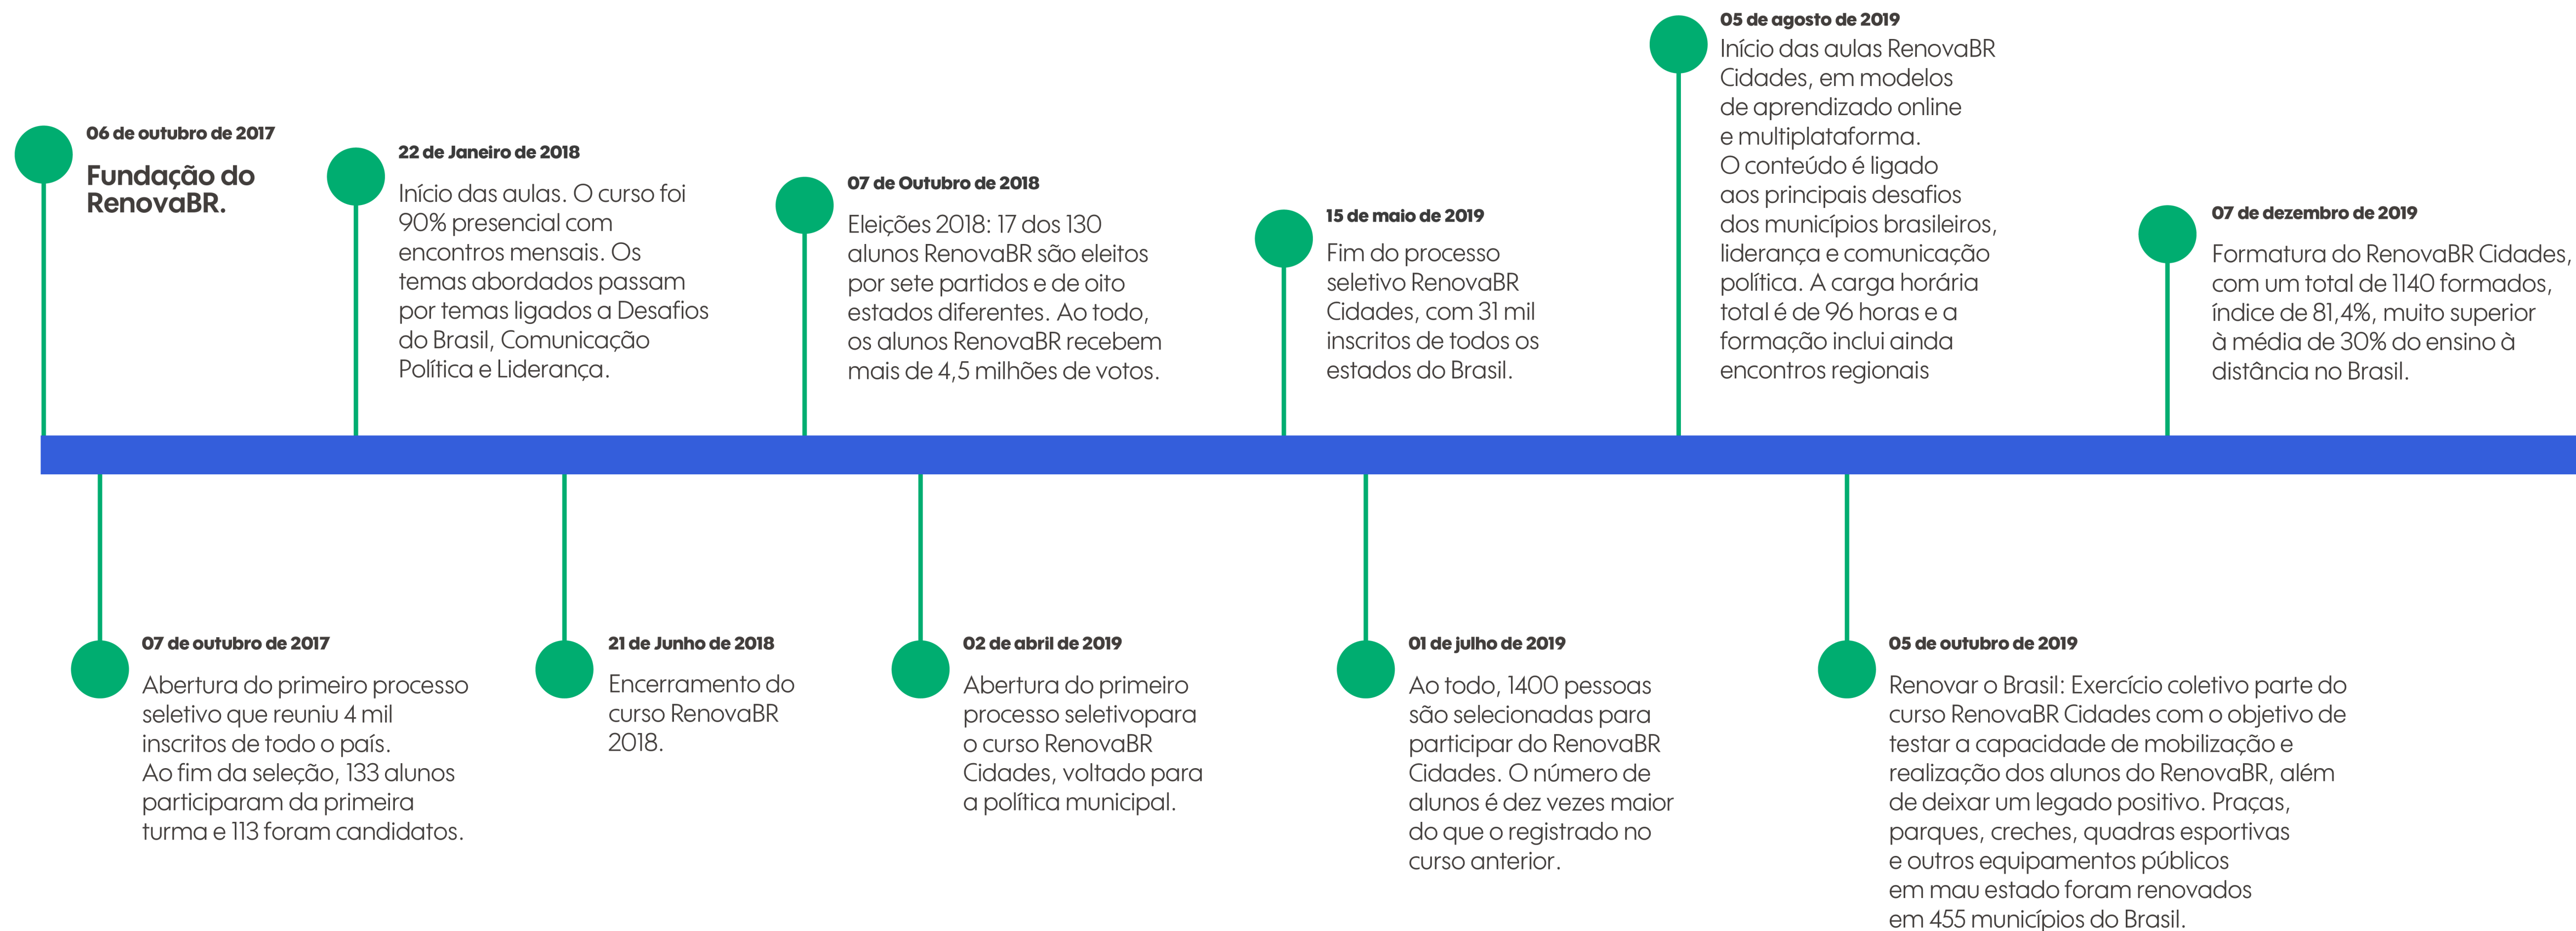 06 de outubro de 2017
Fundação do
RenovaBR.
22 de Janeiro de 2018
Início das aulas. O curso foi
90% presencial com
encontros mensais. Os
temas abordados passam
por temas ligados a Desafios
do Brasil, Comunicação
Política e Liderança.
07 de Outubro de 2018
Eleições 2018: 17 dos 130
alunos RenovaBR são eleitos
por sete partidos e de oito
estados diferentes. Ao todo,
os alunos RenovaBR recebem
mais de 4,5 milhões de votos.
15 de maio de 2019
Fim do processo
seletivo RenovaBR
Cidades, com 31 mil
inscritos de todos os
estados do Brasil.
05 de agosto de 2019
Início das aulas RenovaBR
Cidades, em modelos
de aprendizado online
e multiplataforma.
O conteúdo é ligado
aos principais desafios
dos municípios brasileiros,
liderança e comunicação
política. A carga horária
total é de 96 horas e a
formação inclui ainda
encontros regionais
07 de dezembro de 2019
Formatura do RenovaBR Cidades,
com um total de 1140 formados,
índice de 81,4%, muito superior
à média de 30% do ensino à
distância no Brasil.
07 de outubro de 2017
Abertura do primeiro processo
seletivo que reuniu 4 mil
inscritos de todo o país.
Ao fim da seleção, 133 alunos
participaram da primeira
turma e 113 foram candidatos.
21 de Junho de 2018
Encerramento do
curso RenovaBR
2018.
02 de abril de 2019
Abertura do primeiro
processo seletivopara
o curso RenovaBR
Cidades, voltado para
a política municipal.
01 de julho de 2019
Ao todo, 1400 pessoas
são selecionadas para
participar do RenovaBR
Cidades. O número de
alunos é dez vezes maior
do que o registrado no
curso anterior.
05 de outubro de 2019
Renovar o Brasil: Exercício coletivo parte do
curso RenovaBR Cidades com o objetivo de
testar a capacidade de mobilização e
realização dos alunos do RenovaBR, além
de deixar um legado positivo. Praças,
parques, creches, quadras esportivas
e outros equipamentos públicos
em mau estado foram renovados
em 455 municípios do Brasil.